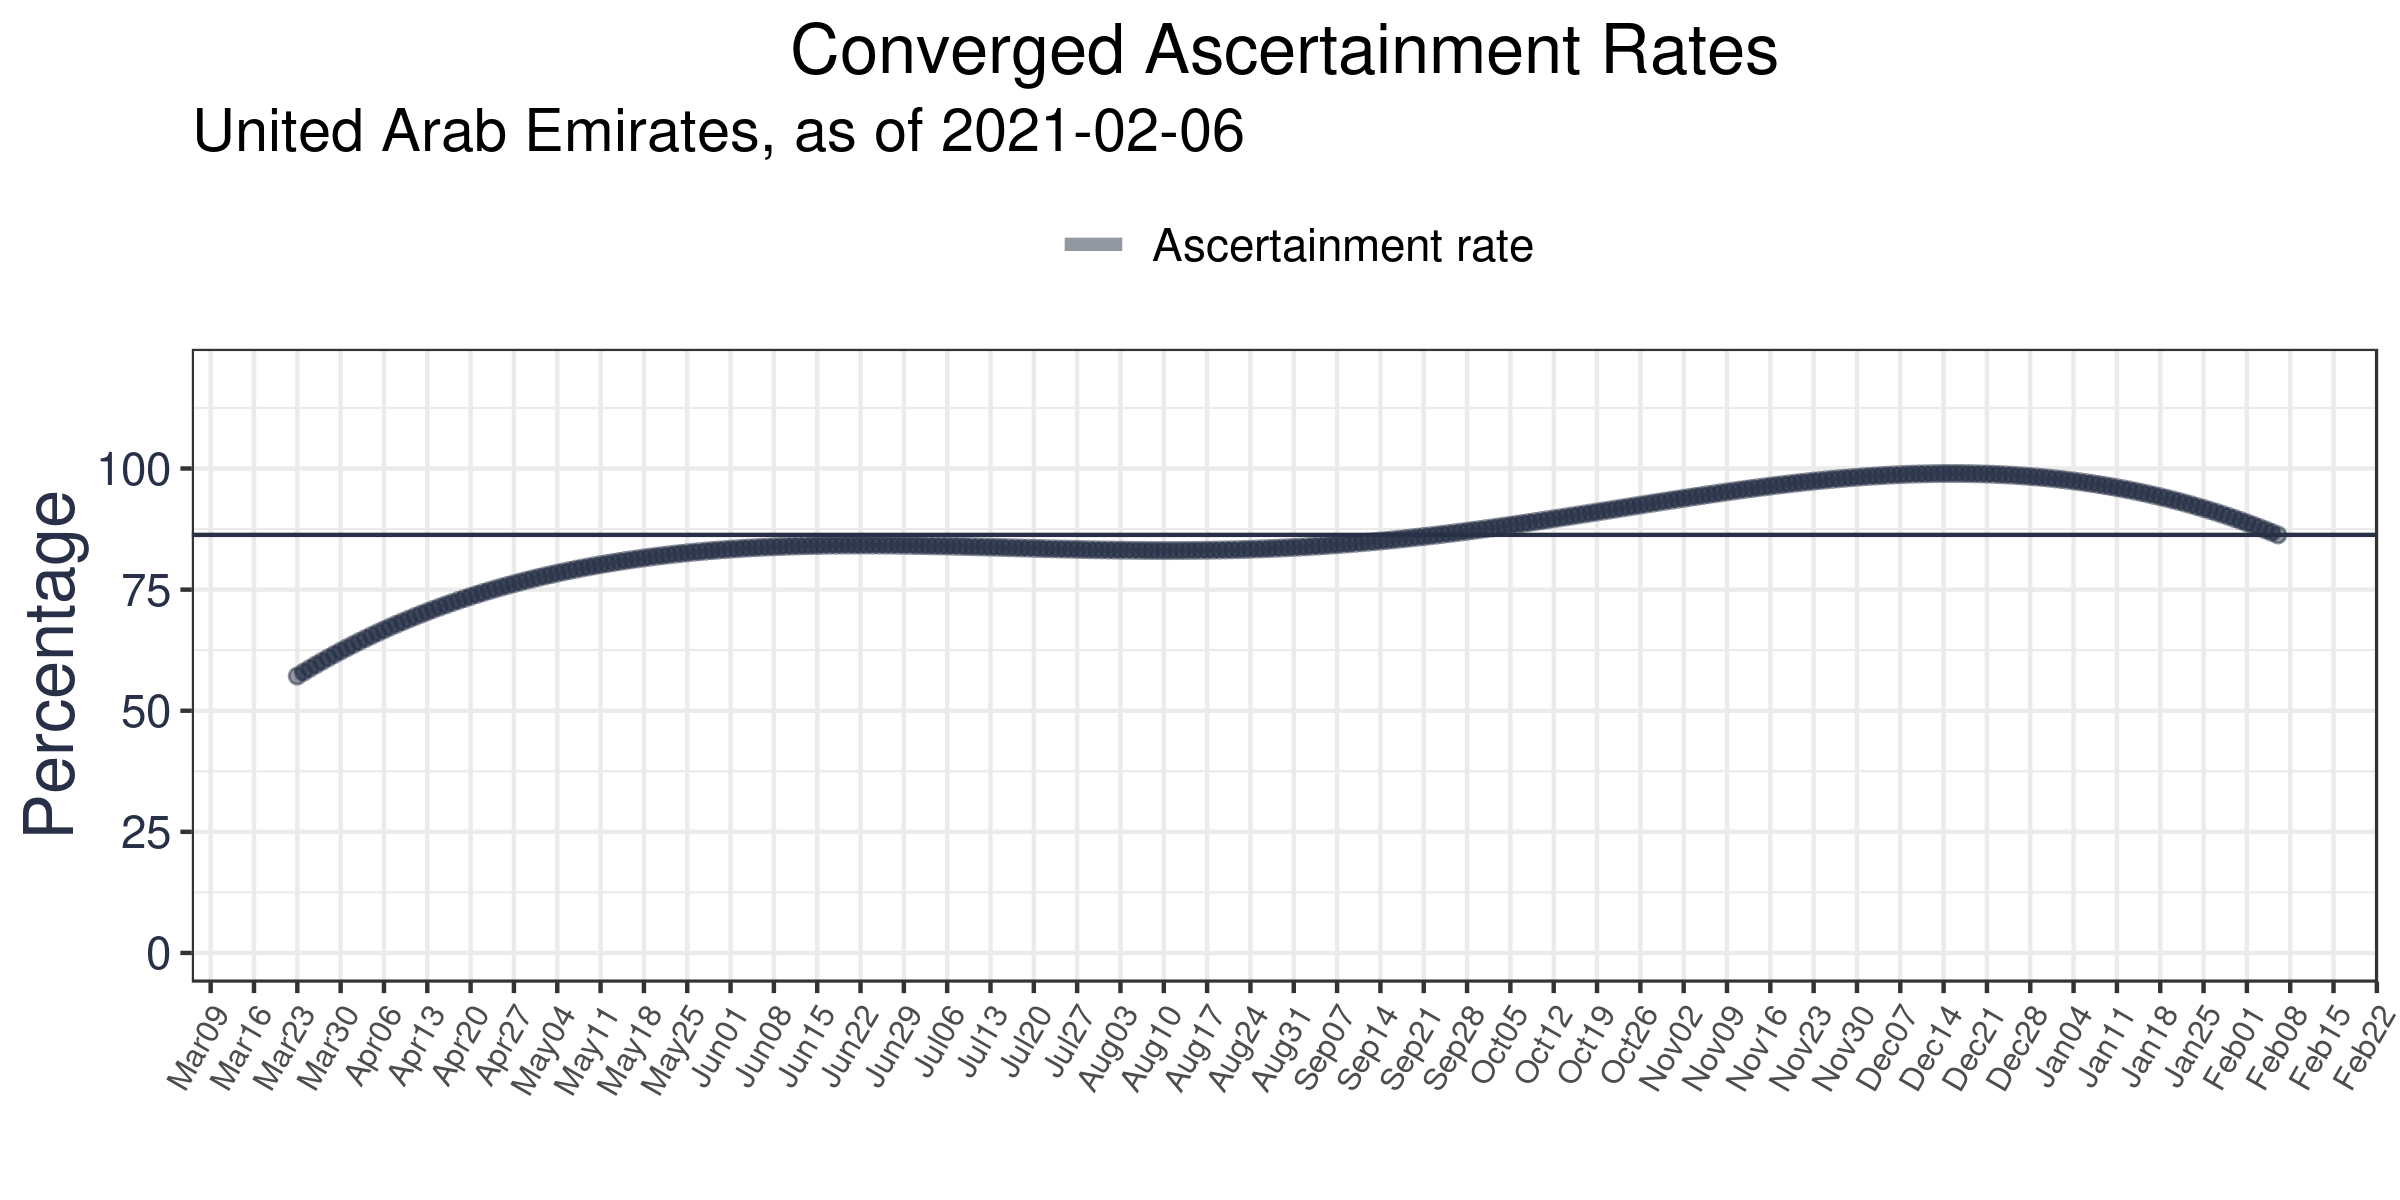 Converged Ascertainment Rates
United Arab Emirates, as of 2021-02-06
Ascertainment rate
Percentage
100
75
50
25
0
Mar09
Mar16
Mar23
Mar30
Apr06
Apr13
Apr20
Apr27
May04
May11
May18
May25
Jun01
Jun08
Jun15
Jun22
Jun29
Jul06
Jul13
Jul20
Jul27
Aug03
Aug10
Aug17
Aug24
Aug31
Sep07
Sep14
Sep21
Sep28
Oct05
Oct12
Oct19
Oct26
Nov02
Nov09
Nov16
Nov23
Nov30
Dec07
Dec14
Dec21
Dec28
Jan04
Jan11
Jan18
Jan25
Feb01
Feb08
Feb15
Feb22